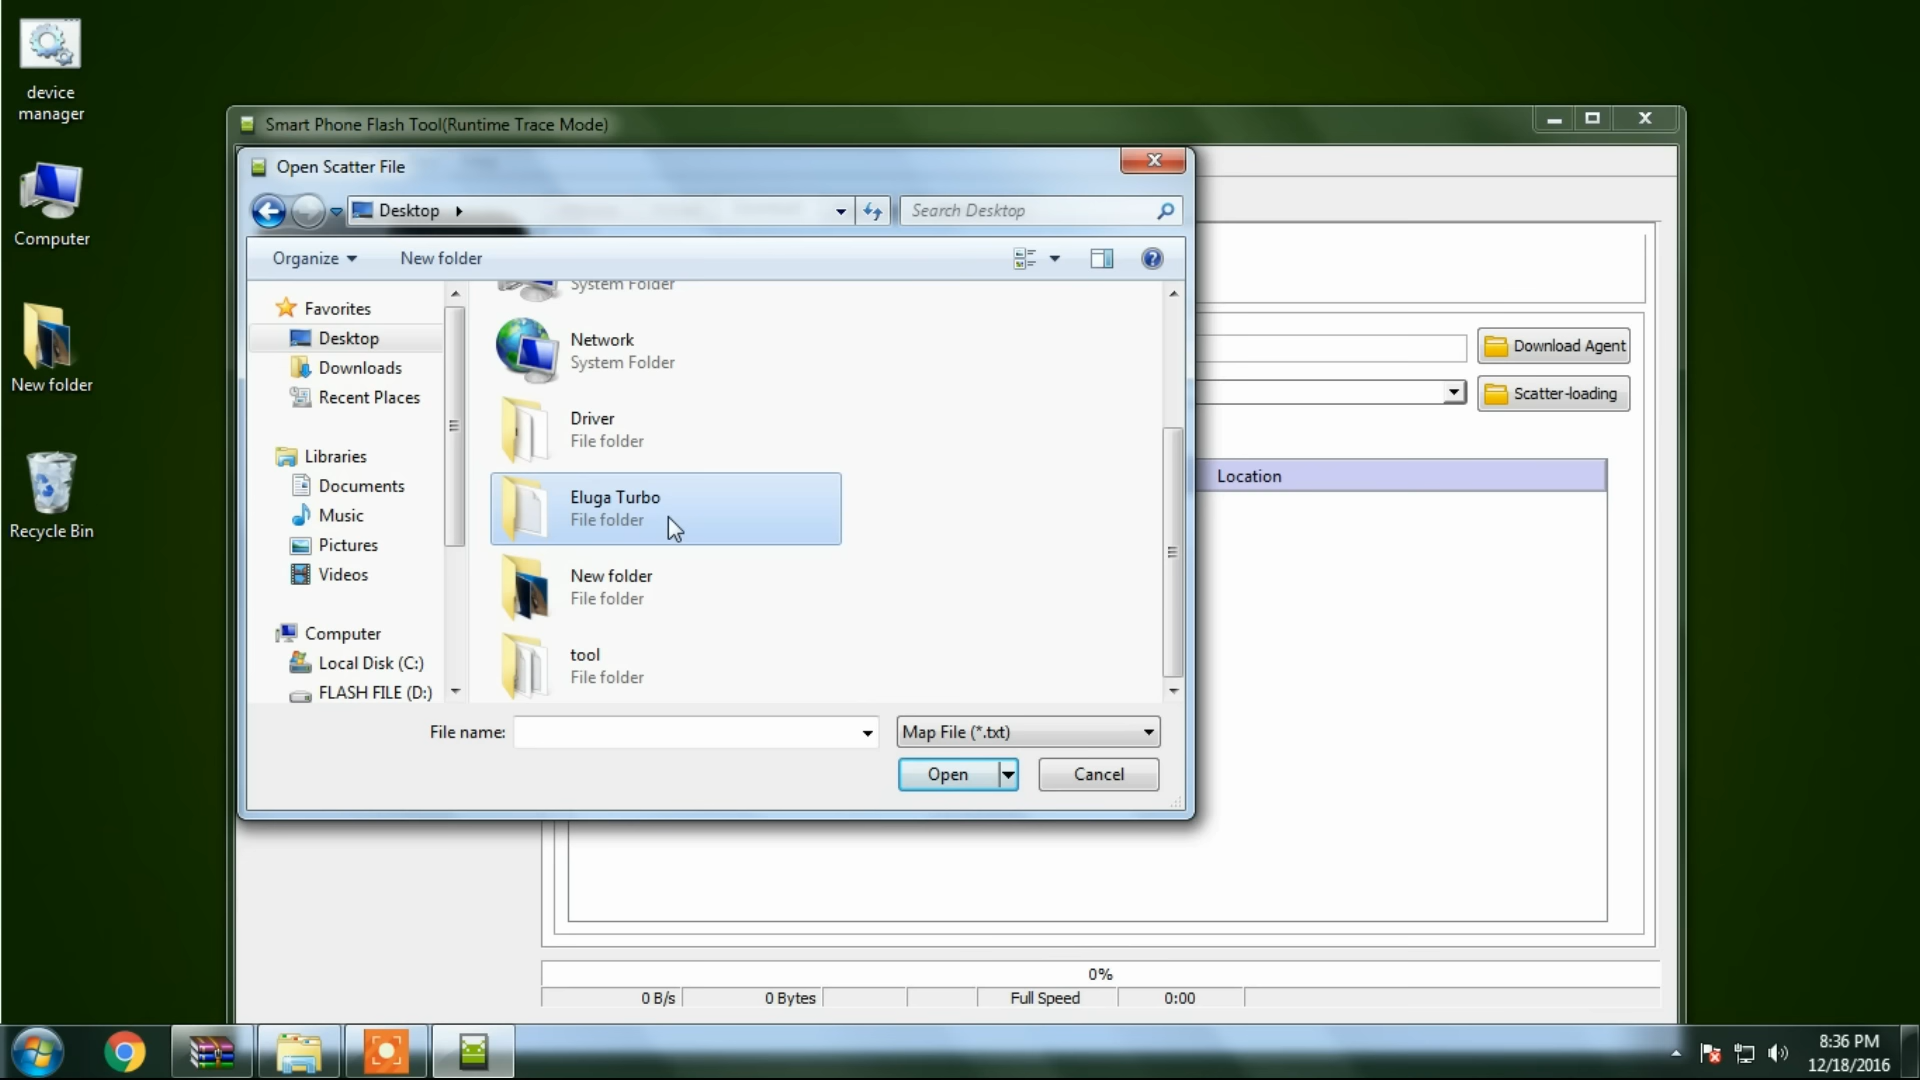 device
manager
Computer
New folder
Recycle Bin
Smart Phone Flash Tool(Runtime Trace Mode)
Open Scatter File
Desktop
Search Desktop
Organize
New folder
Favorites
Desktop
Downloads
Recent Places
Libraries
Documents
Music
Pictures
Videos
Computer
Local Disk (C:)
FLASH FILE (D:)
System Folder
Network
System Folder
Driver
File folder
Eluga Turbo
File folder
New folder
File folder
tool
File folder
File name:
Map File (*.txt)
Open
Cancel
Download Agent
Scatter-loading
Location
0%
0 B/s
0 Bytes
Full Speed
0:00
8:36 PM
12/18/2016